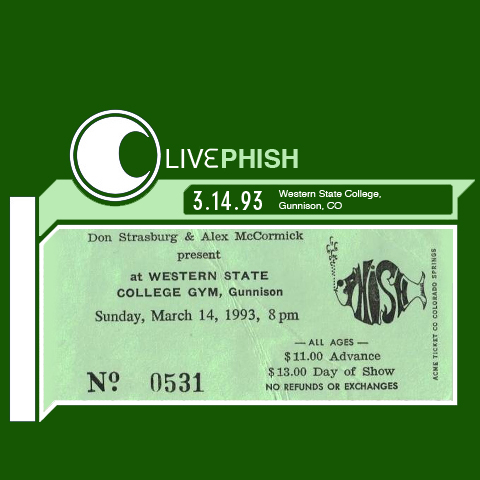 LIVEPHISH
3.14.93
Western State College,
Gunnison, CO
Don Strasburg & Alex McCormick
present
at WESTERN STATE
COLLEGE GYM, Gunnison
Sunday, March 14, 1993, 8 pm
PHISH
— ALL AGES —
$11.00 Advance
$13.00 Day of Show
NO REFUNDS OR EXCHANGES
Nº 0531
ACME TICKET CO COLORADO SPRINGS